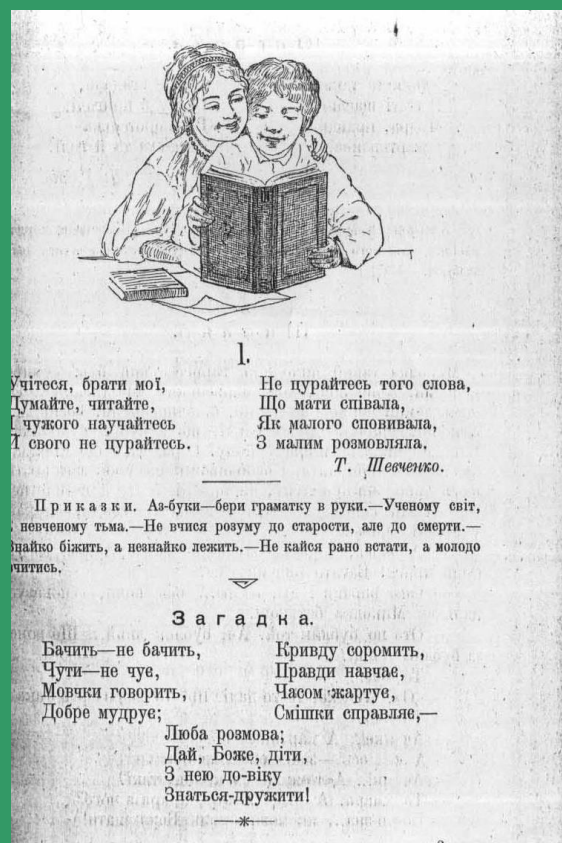 1.
Учітеся, брати мої,
Думайте, читайте,
І чужого научайтесь
Й свого не цурайтесь.
Не цурайтесь того слова,
Що мати співала,
Як малого сповивала,
З малим розмовляла.
Т. Шевченко.
Приказки. Аз-буки—бери граматку в руки.—Ученому світ,
невченому тьма.—Не вчися розуму до старости, але до смерти.—
Знайко біжить, а незнайко лежить.—Не кайся рано встати, а молодо
учитись.
Загадка.
Бачить—не бачить,
Чути—не чує,
Мовчки говорить,
Добре мудрує;
Кривду соромить,
Правди навчає,
Часом жартує,
Смішки справляє,—
Люба розмова;
Дай, Боже, діти,
З нею до-віку
Знаться-дружити!